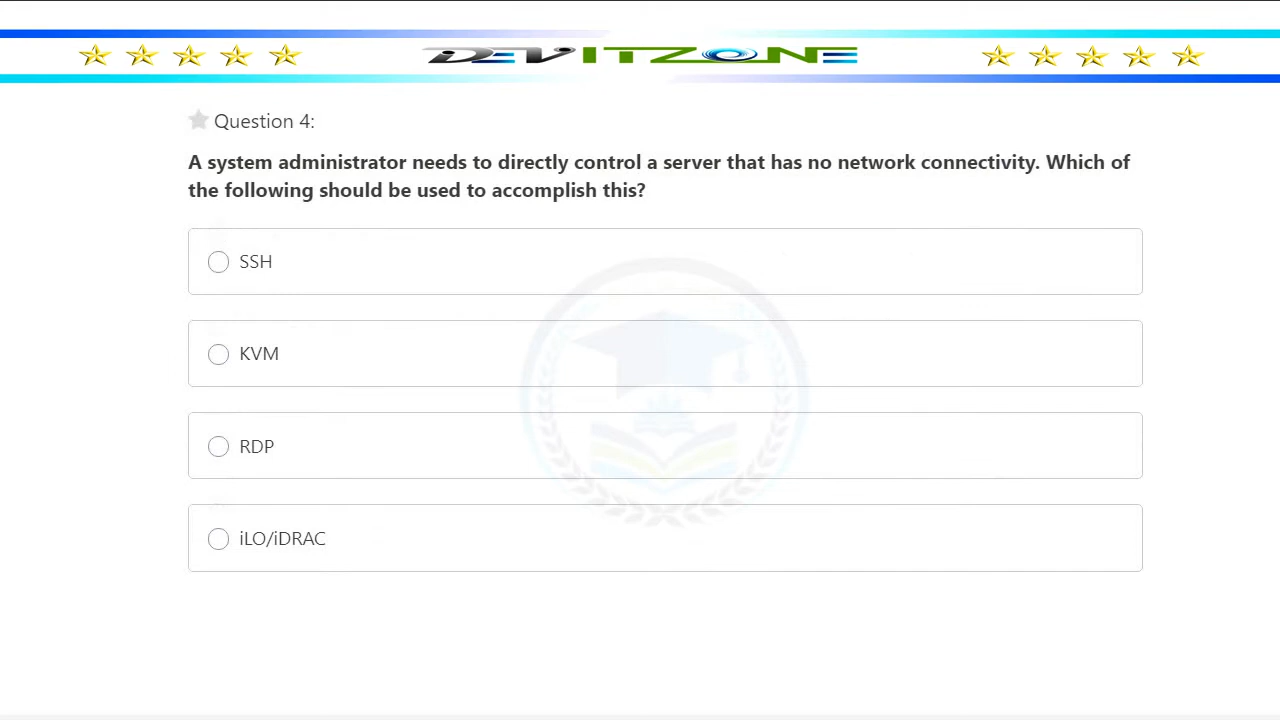 DEVITZONE
Question 4:
A system administrator needs to directly control a server that has no network connectivity. Which of
the following should be used to accomplish this?
SSH
KVM
RDP
iLO/iDRAC